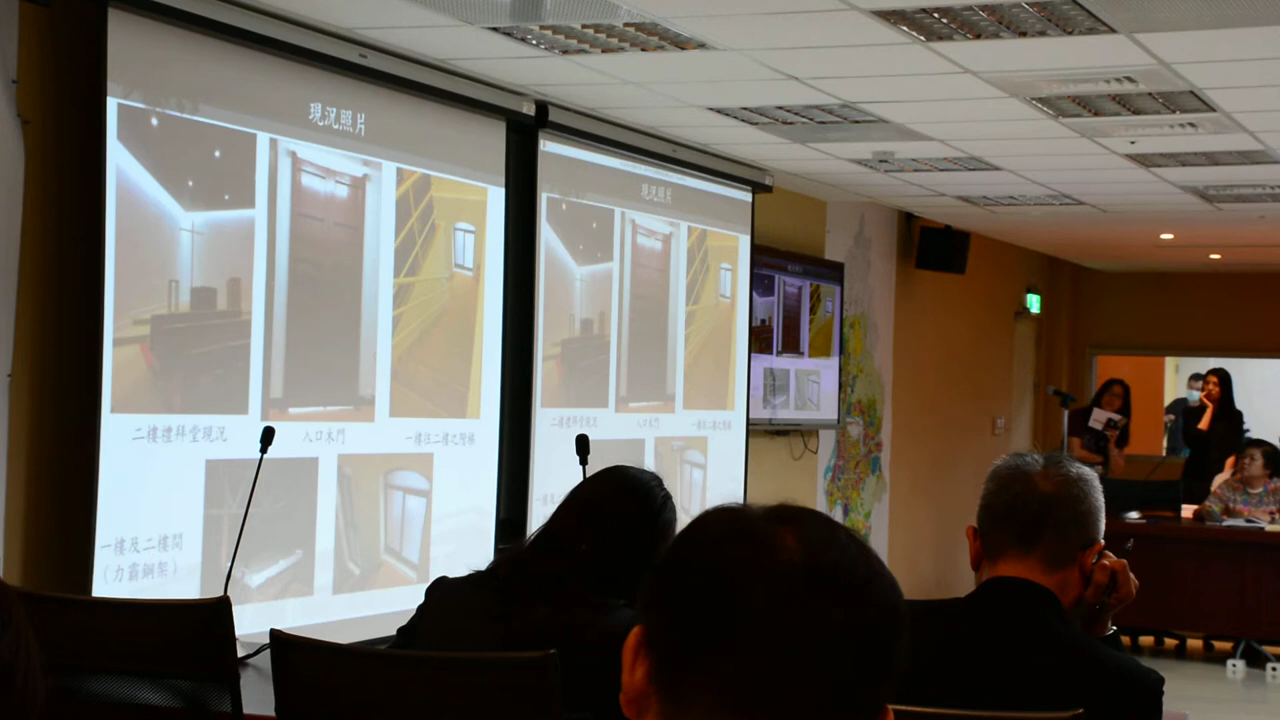 現況照片
二樓禮拜堂現況
入口木門
一樓往二樓之階梯
一樓及二樓間
（力霸鋼架）
現況照片
二樓禮拜堂現況
入口木門
一樓往二樓之階梯